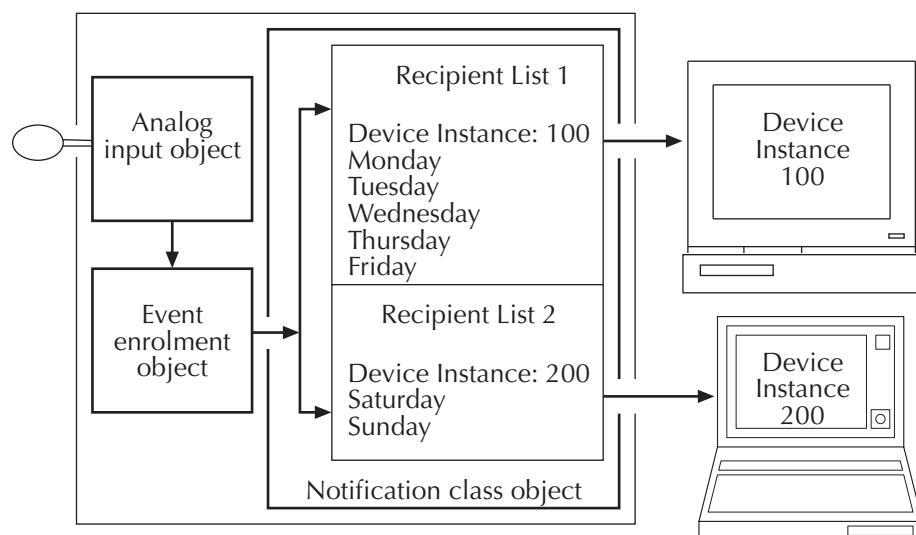 Analog
input object
Event
enrolment
object
Recipient List 1
Device Instance: 100
Monday
Tuesday
Wednesday
Thursday
Friday
Recipient List 2
Device Instance: 200
Saturday
Sunday
Notification class object
Device
Instance
100
Device
Instance
200